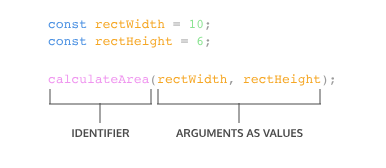 const rectWidth = 10;
const rectHeight = 6;
calculateArea(rectWidth, rectHeight);
IDENTIFIER ARGUMENTS AS VALUES